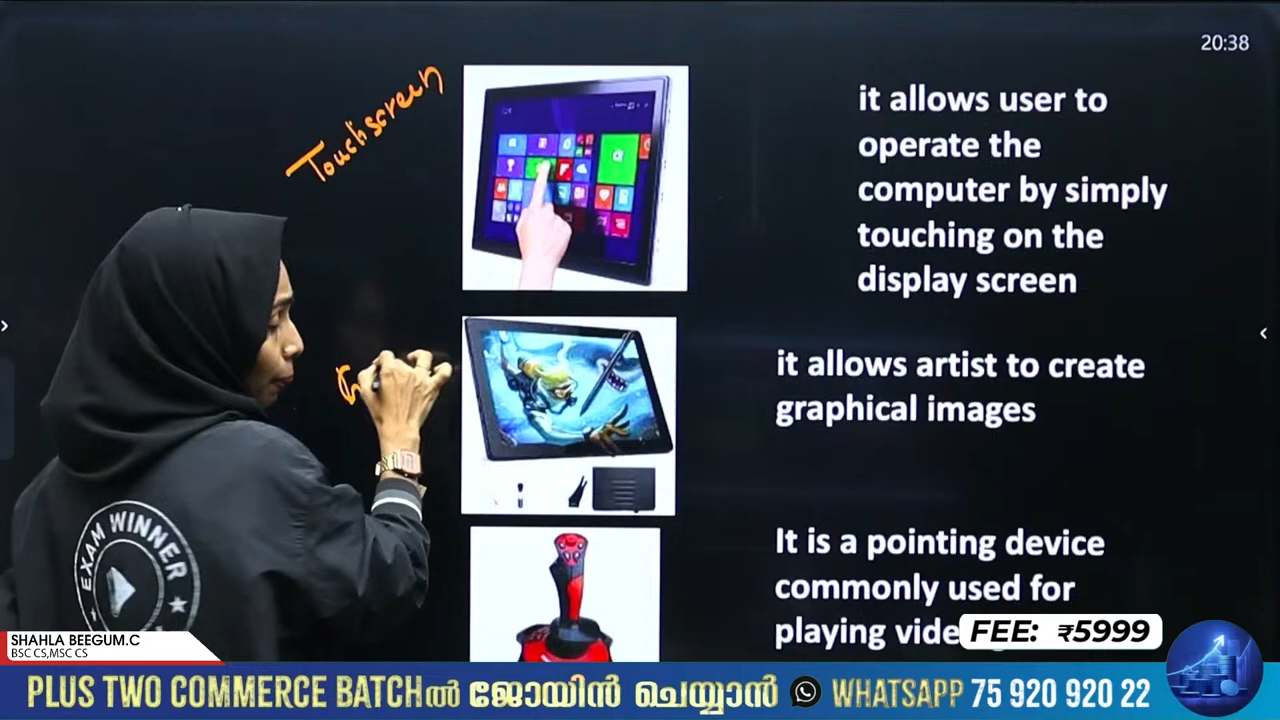 20:38
Touchscreen
it allows user to
operate the
computer by simply
touching on the
display screen
it allows artist to create
graphical images
It is a pointing device
commonly used for
playing
FEE: ₹5999
EXAM WINNER
SHAHLA BEEGUM.C
BSC CS,MSC CS
PLUS TWO COMMERCE BATCHൽ ജോയിൻ ചെയ്യാൻ WHATSAPP 75 920 920 22